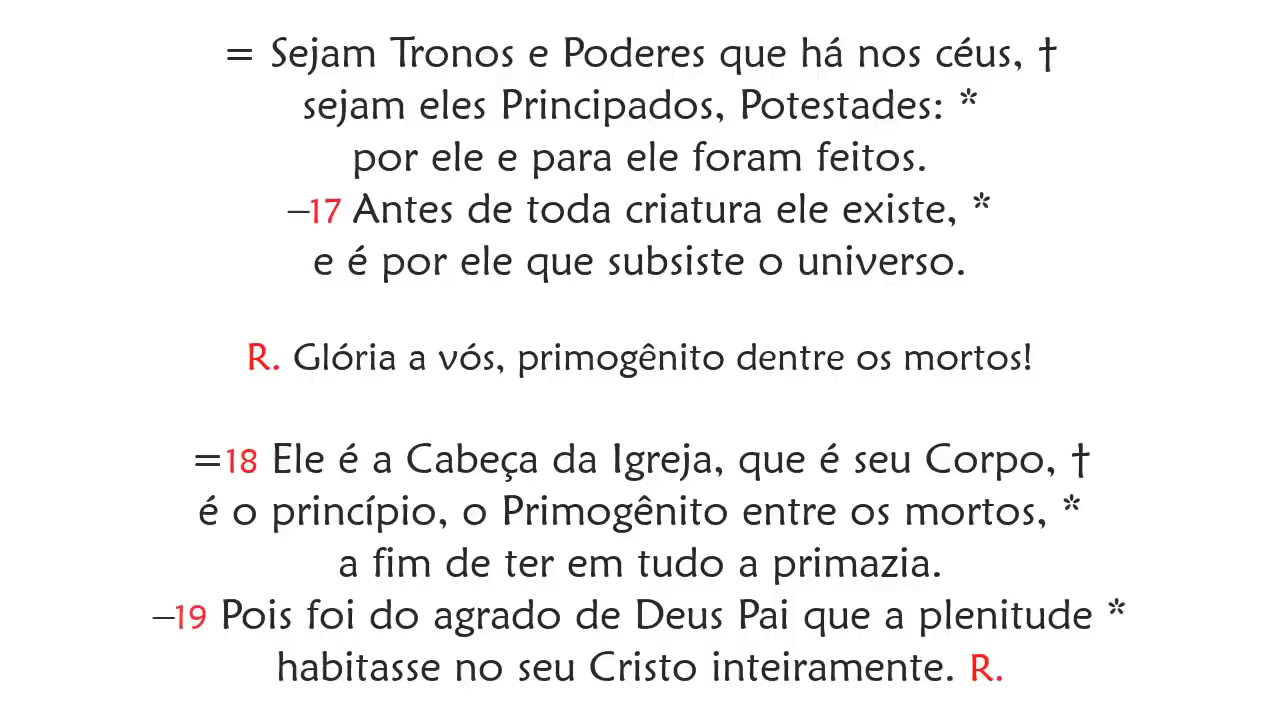 = Sejam Tronos e Poderes que há nos céus, †
sejam eles Principados, Potestades: *
por ele e para ele foram feitos.
–17 Antes de toda criatura ele existe, *
e é por ele que subsiste o universo.
R. Glória a vós, primogênito dentre os mortos!
=18 Ele é a Cabeça da Igreja, que é seu Corpo, †
é o princípio, o Primogênito entre os mortos, *
a fim de ter em tudo a primazia.
–19 Pois foi do agrado de Deus Pai que a plenitude *
habitasse no seu Cristo inteiramente. R.